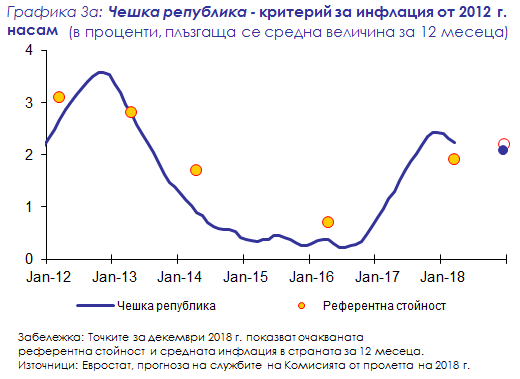 Графика 3а: Чешка република - критерий за инфлация от 2012 г.
насам (в проценти, плъзгаща се средна величина за 12 месеца)
4
3
2
1
0
Jan-12 Jan-13 Jan-14 Jan-15 Jan-16 Jan-17 Jan-18
Чешка република Референтна стойност
Забележка: Точките за декември 2018 г. показват очакваната
референтна стойност и средната инфлация в страната за 12 месеца.
Източници: Евростат, прогноза на службите на Комисията от пролетта на 2018 г.